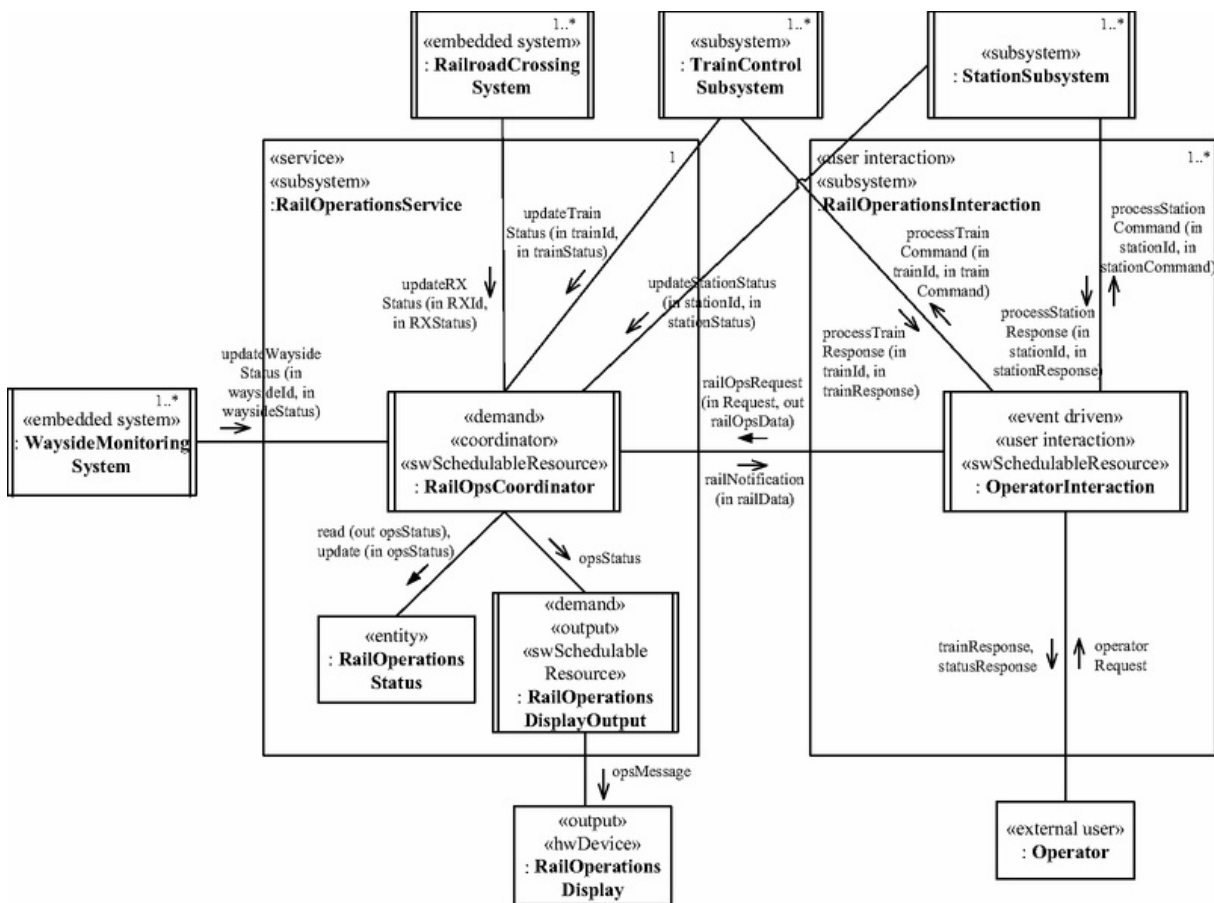 1..*
«embedded system»
: RailroadCrossing
System
1..*
«subsystem»
: TrainControl
Subsystem
1..*
«subsystem»
: StationSubsystem
«service»
1
«subsystem»
:RailOperationsService
«user interaction»
1..*
«subsystem»
:RailOperationsInteraction
updateTrain
Status (in trainId,
in trainStatus)
updateRX
Status (in RXId,
in RXStatus)
updateStationStatus
(in stationId, in
stationStatus)
processTrain
Command (in
trainId, in train
Command)
processStation
Command (in
stationId, in
stationCommand)
processTrain
Response (in
trainId, in
trainResponse)
processStation
Response (in
stationId, in
stationResponse)
updateWayside
Status (in
waysideId, in
waysideStatus)
1..*
«embedded system»
: WaysideMonitoring
System
«demand»
«coordinator»
«swSchedulableResource»
: RailOpsCoordinator
railOpsRequest
(in Request, out
railOpsData)
railNotification
(in railData)
«event driven»
«user interaction»
«swSchedulableResource»
: OperatorInteraction
read (out opsStatus),
update (in opsStatus)
opsStatus
«entity»
: RailOperations
Status
«demand»
«output»
«swSchedulable
Resource»
: RailOperations
DisplayOutput
trainResponse,
statusResponse
operator
Request
opsMessage
«output»
«hwDevice»
: RailOperations
Display
«external user»
: Operator